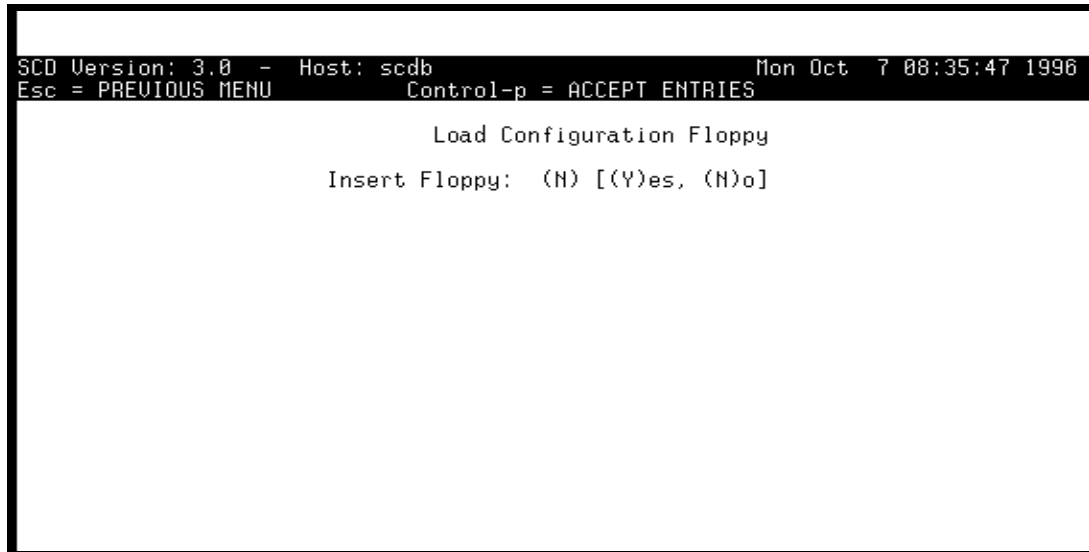 SCD Version: 3.0 - Host: scdb Mon Oct 7 08:35:47 1996
Esc = PREVIOUS MENU Control-p = ACCEPT ENTRIES
Load Configuration Floppy
Insert Floppy: (N) [(Y)es, (N)o]